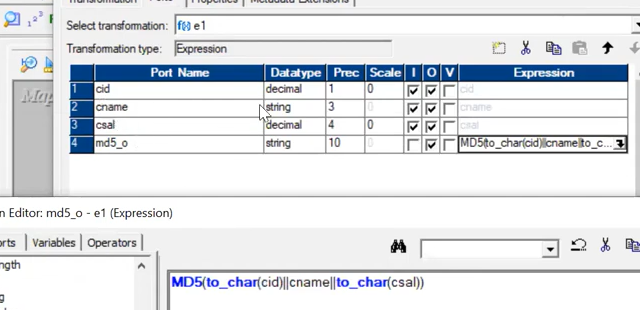 Transformation Ports Properties Metadata Extensions
Select transformation: f(x) e1
Transformation type: Expression
Port Name Datatype Prec Scale I O V Expression
1 cid decimal 1 0 cid
2 cname string 3 0 cname
3 csal decimal 4 0 csal
4 md5_o string 10 0 MD5(to_char(cid)||cname||to_c...
n Editor: md5_o - e1 (Expression)
orts Variables Operators
ngth
MD5(to_char(cid)||cname||to_char(csal))